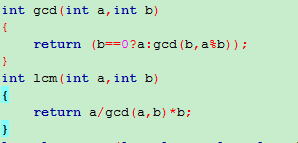 int gcd(int a,int b)
{
    return (b==0?a:gcd(b,a%b));
}
int lcm(int a,int b)
{
    return a/gcd(a,b)*b;
}